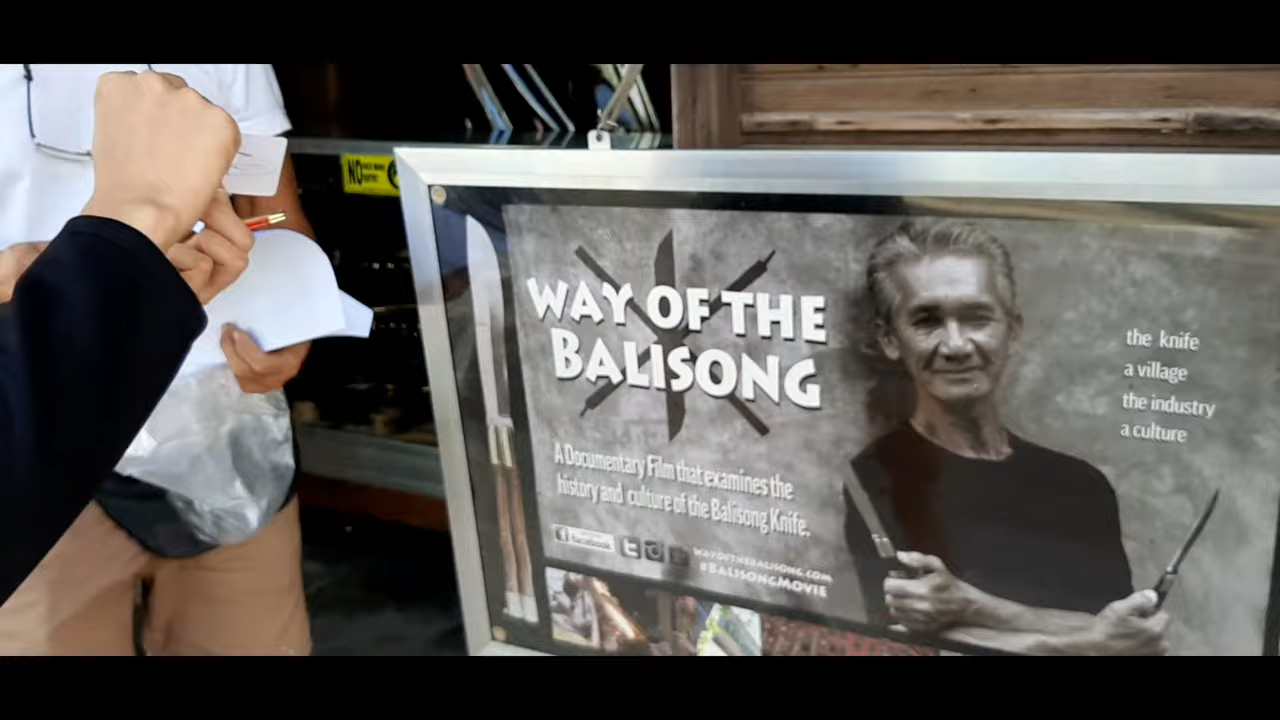 NO
WAY OF THE
BALISONG
the knife
a village
the industry
a culture
A Documentary Film that examines the
history and culture of the Balisong Knife.
facebook
WAYOFTHEBALISONG.COM
#BALISONGMOVIE